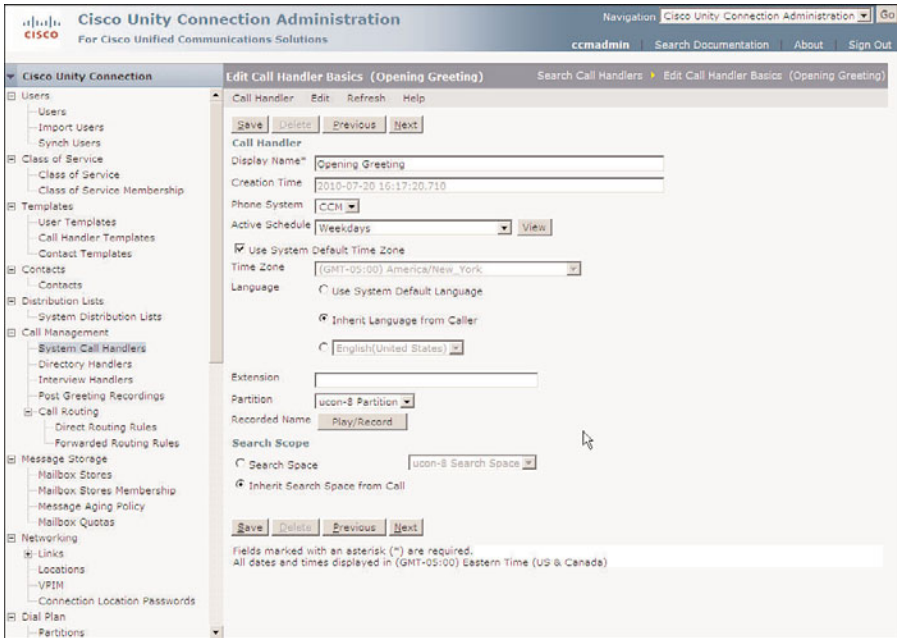 cisco
Cisco Unity Connection Administration
For Cisco Unified Communications Solutions
Navigation Cisco Unity Connection Administration Go
ccmadmin Search Documentation About Sign Out
Cisco Unity Connection
Users
Users
Import Users
Synch Users
Class of Service
Class of Service
Class of Service Membership
Templates
User Templates
Call Handler Templates
Contact Templates
Contacts
Contacts
Distribution Lists
System Distribution Lists
Call Management
System Call Handlers
Directory Handlers
Interview Handlers
Post Greeting Recordings
Call Routing
Direct Routing Rules
Forwarded Routing Rules
Message Storage
Mailbox Stores
Mailbox Stores Membership
Message Aging Policy
Mailbox Quotas
Networking
Links
Locations
VPIM
Connection Location Passwords
Dial Plan
Partitions
Edit Call Handler Basics (Opening Greeting)
Search Call Handlers Edit Call Handler Basics (Opening Greeting)
Call Handler Edit Refresh Help
Save Delete Previous Next
Call Handler
Display Name* Opening Greeting
Creation Time 2010-07-20 16:17:20.710
Phone System CCM
Active Schedule Weekdays View
Use System Default Time Zone
Time Zone (GMT-05:00) America/New_York
Language Use System Default Language
Inherit Language from Caller
English(United States)
Extension
Partition ucon-8 Partition
Recorded Name Play/Record
Search Scope
Search Space ucon-8 Search Space
Inherit Search Space from Call
Save Delete Previous Next
Fields marked with an asterisk (*) are required.
All dates and times displayed in (GMT-05:00) Eastern Time (US & Canada)